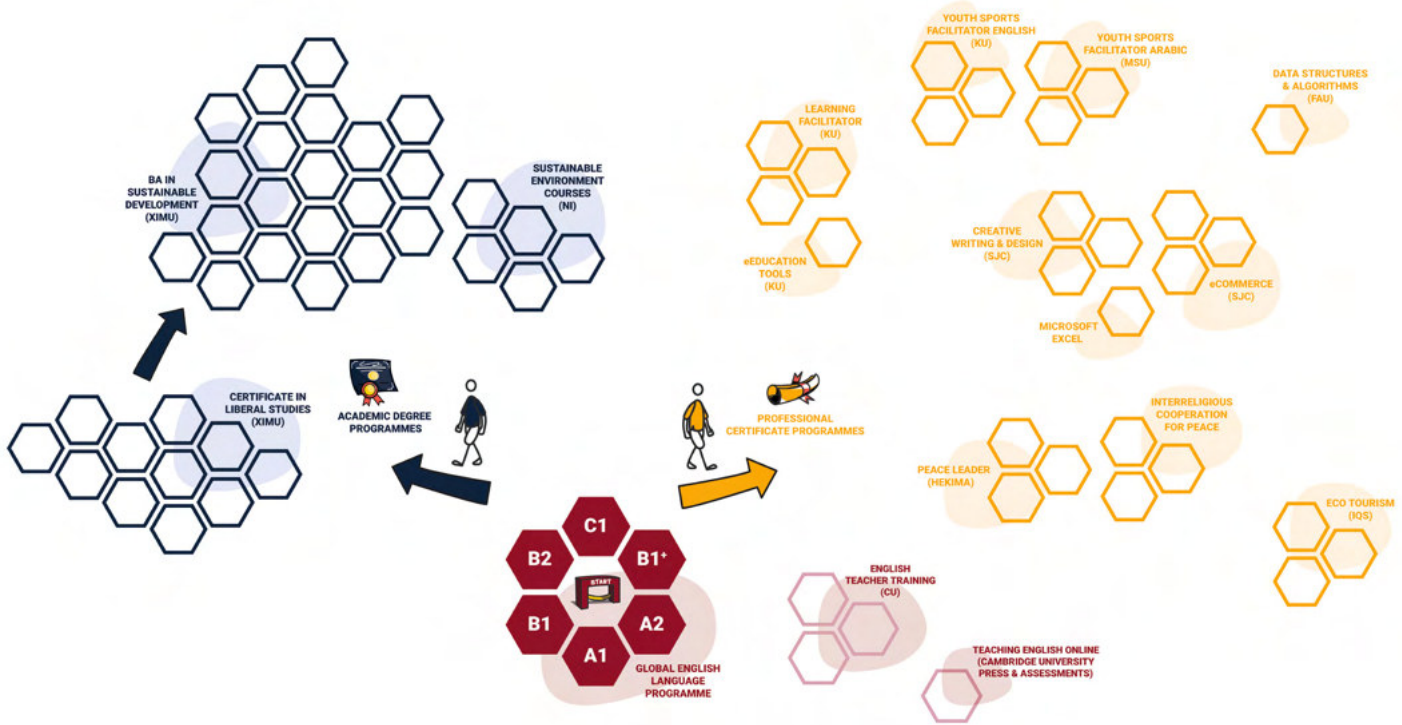 YOUTH SPORTS
FACILITATOR ENGLISH
(KU)
YOUTH SPORTS
FACILITATOR ARABIC
(MSU)
DATA STRUCTURES
& ALGORITHMS
(FAU)
LEARNING
FACILITATOR
(KU)
BA IN
SUSTAINABLE
DEVELOPMENT
(XIMU)
SUSTAINABLE
ENVIRONMENT
COURSES
(NI)
CREATIVE
WRITING & DESIGN
(SJC)
eEDUCATION
TOOLS
(KU)
eCOMMERCE
(SJC)
MICROSOFT
EXCEL
CERTIFICATE IN
LIBERAL STUDIES
(XIMU)
ACADEMIC DEGREE
PROGRAMMES
PROFESSIONAL
CERTIFICATE PROGRAMMES
INTERRELIGIOUS
COOPERATION
FOR PEACE
PEACE LEADER
(HEKIMA)
ECO TOURISM
(IQS)
C1
B2
B1+
START
B1
A2
A1
GLOBAL ENGLISH
LANGUAGE
PROGRAMME
ENGLISH
TEACHER TRAINING
(CU)
TEACHING ENGLISH ONLINE
(CAMBRIDGE UNIVERSITY
PRESS & ASSESSMENTS)